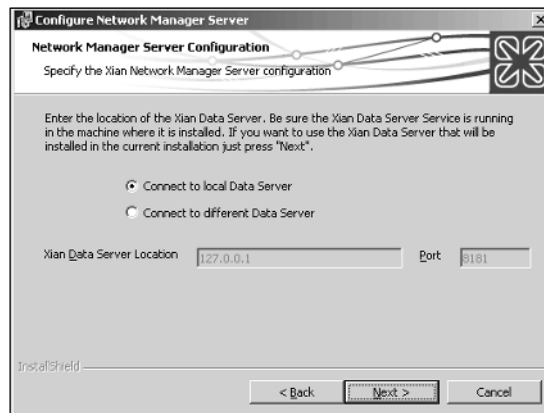 Configure Network Manager Server
Network Manager Server Configuration
Specify the Xian Network Manager Server configuration
Enter the location of the Xian Data Server. Be sure the Xian Data Server Service is running
in the machine where it is installed. If you want to use the Xian Data Server that will be
installed in the current installation just press "Next".
Connect to local Data Server
Connect to different Data Server
Xian Data Server Location 127.0.0.1 Port 8181
InstallShield
< Back Next > Cancel